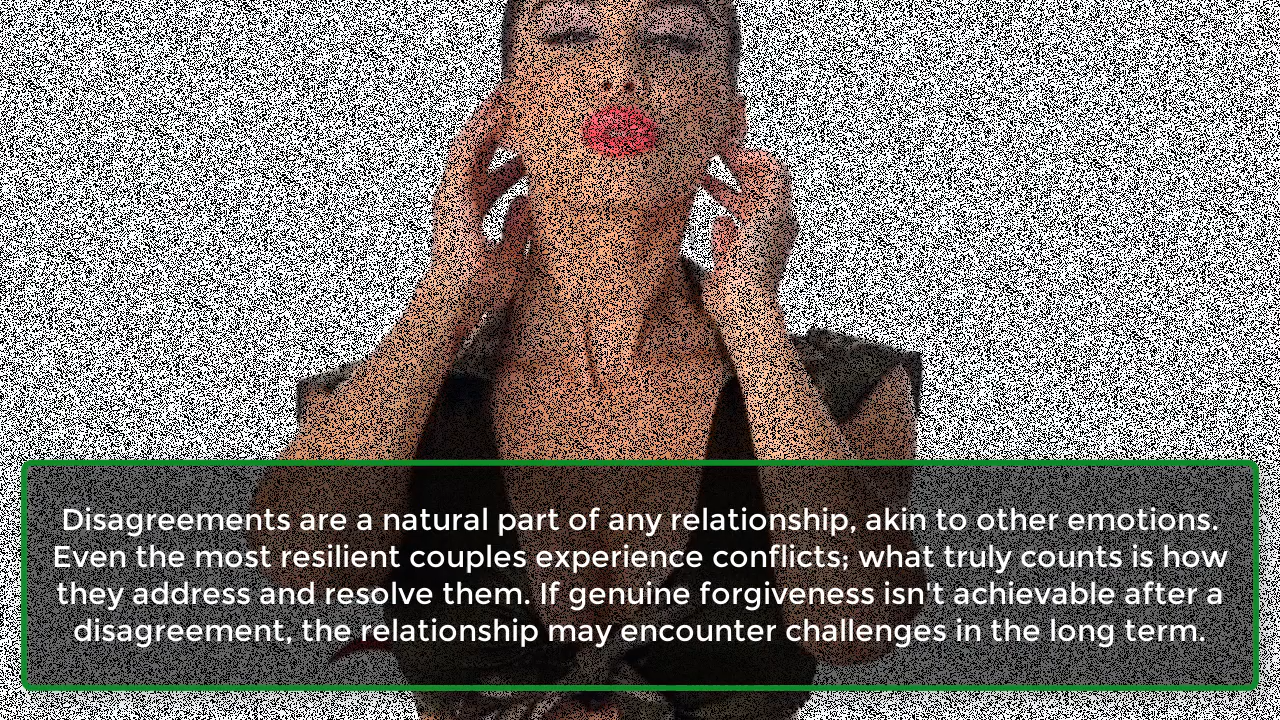 Disagreements are a natural part of any relationship, akin to other emotions.
Even the most resilient couples experience conflicts; what truly counts is how
they address and resolve them. If genuine forgiveness isn't achievable after a
disagreement, the relationship may encounter challenges in the long term.